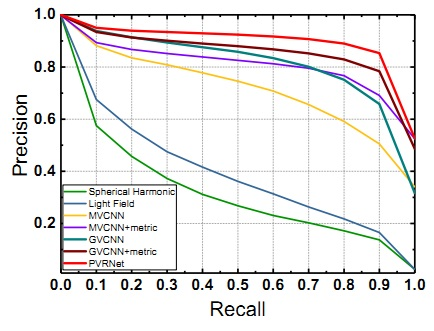 1.0
0.8
0.6
0.4
0.2
Precision
Spherical Harmonic
Light Field
MVCNN
MVCNN+metric
GVCNN
GVCNN+metric
PVRNet
0.0 0.1 0.2 0.3 0.4 0.5 0.6 0.7 0.8 0.9 1.0
Recall